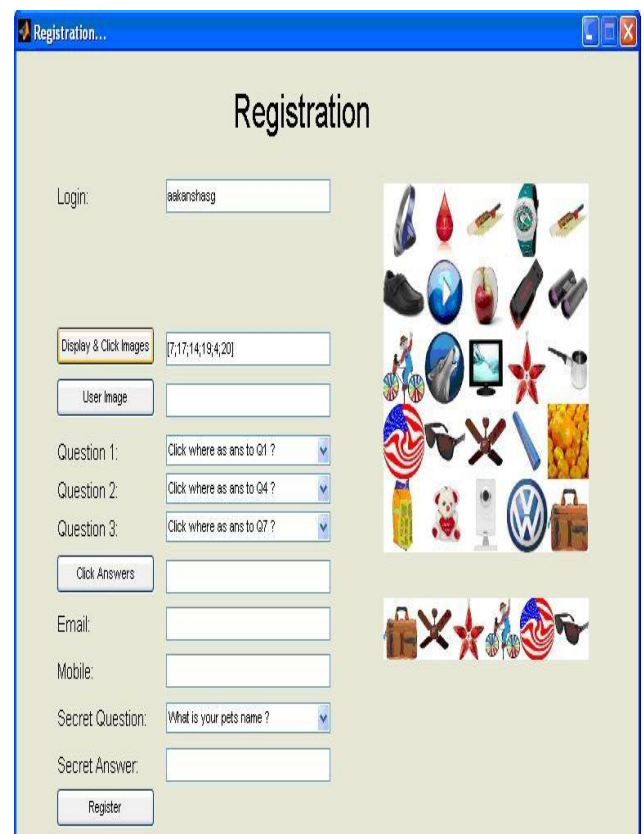 Registration...
Registration
Login:
aakanshasg
Display & Click Images
[7;17;14;19;4;20]
User Image
Question 1:
Click where as ans to Q1 ?
Question 2:
Click where as ans to Q4 ?
Question 3:
Click where as ans to Q7 ?
Click Answers
Email:
Mobile:
Secret Question:
What is your pets name ?
Secret Answer:
Register